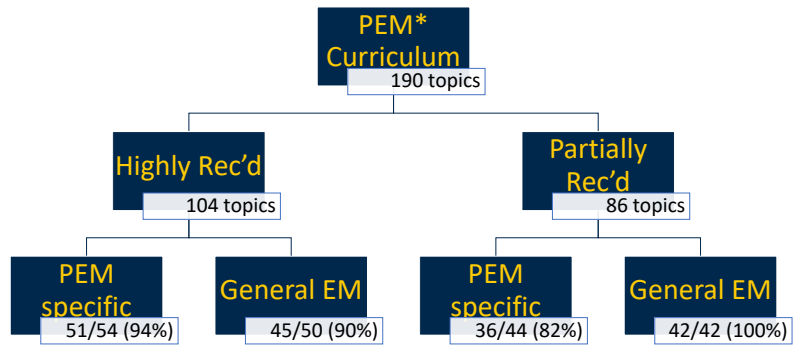 PEM*
Curriculum
190 topics
Highly Rec'd
104 topics
Partially
Rec'd
86 topics
PEM
specific
51/54 (94%)
General EM
45/50 (90%)
PEM
specific
36/44 (82%)
General EM
42/42 (100%)